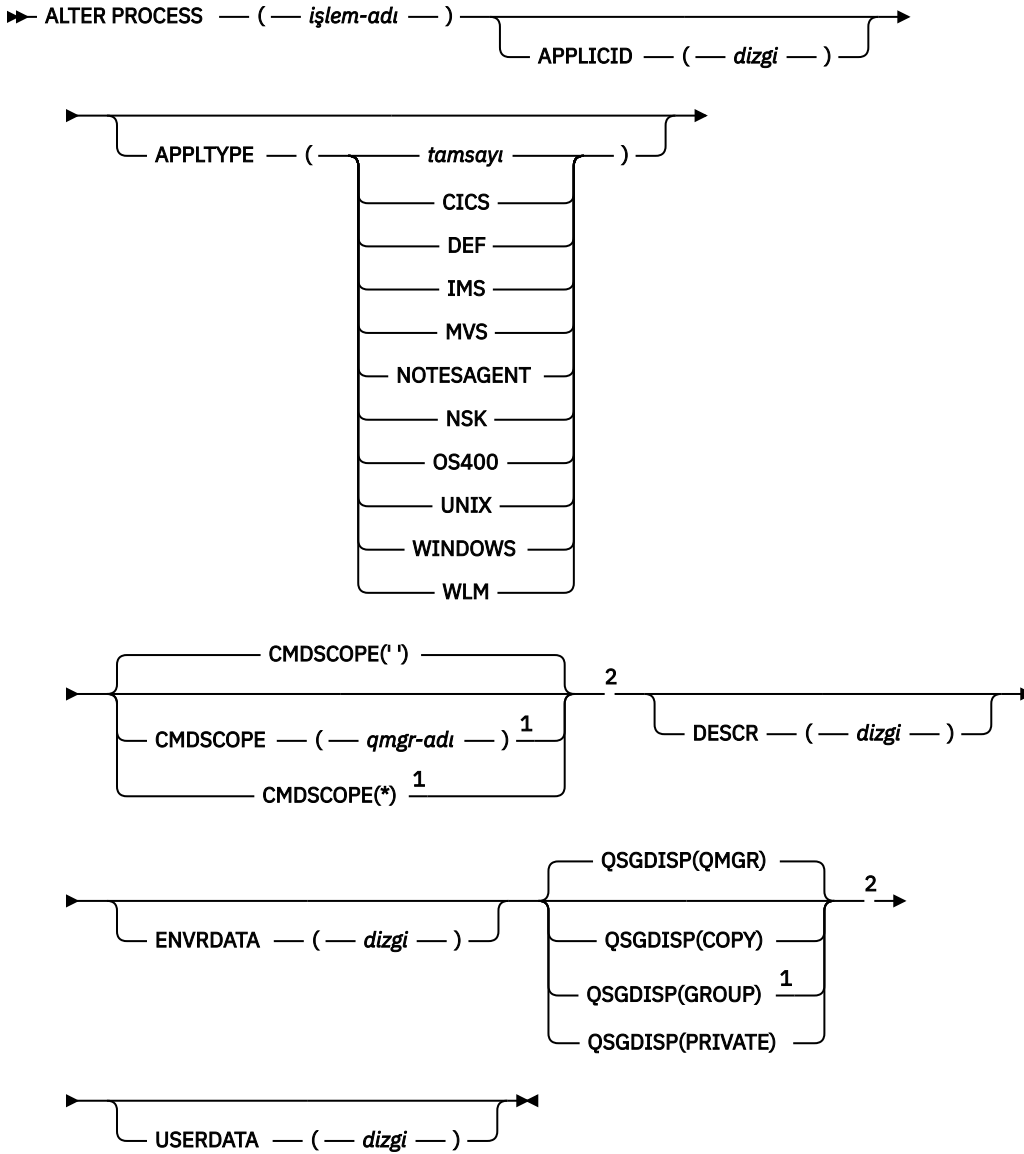 ALTER PROCESS ( işlem-adı )
APPLICID ( dizgi )
APPLTYPE ( tamsayı )
CICS
DEF
IMS
MVS
NOTESAGENT
NSK
OS400
UNIX
WINDOWS
WLM
CMDSCOPE(' ')
2
CMDSCOPE ( qmgr-adı ) 1
CMDSCOPE(*) 1
DESCR ( dizgi )
ENVRDATA ( dizgi )
QSGDISP(QMGR)
2
QSGDISP(COPY)
QSGDISP(GROUP) 1
QSGDISP(PRIVATE)
USERDATA ( dizgi )